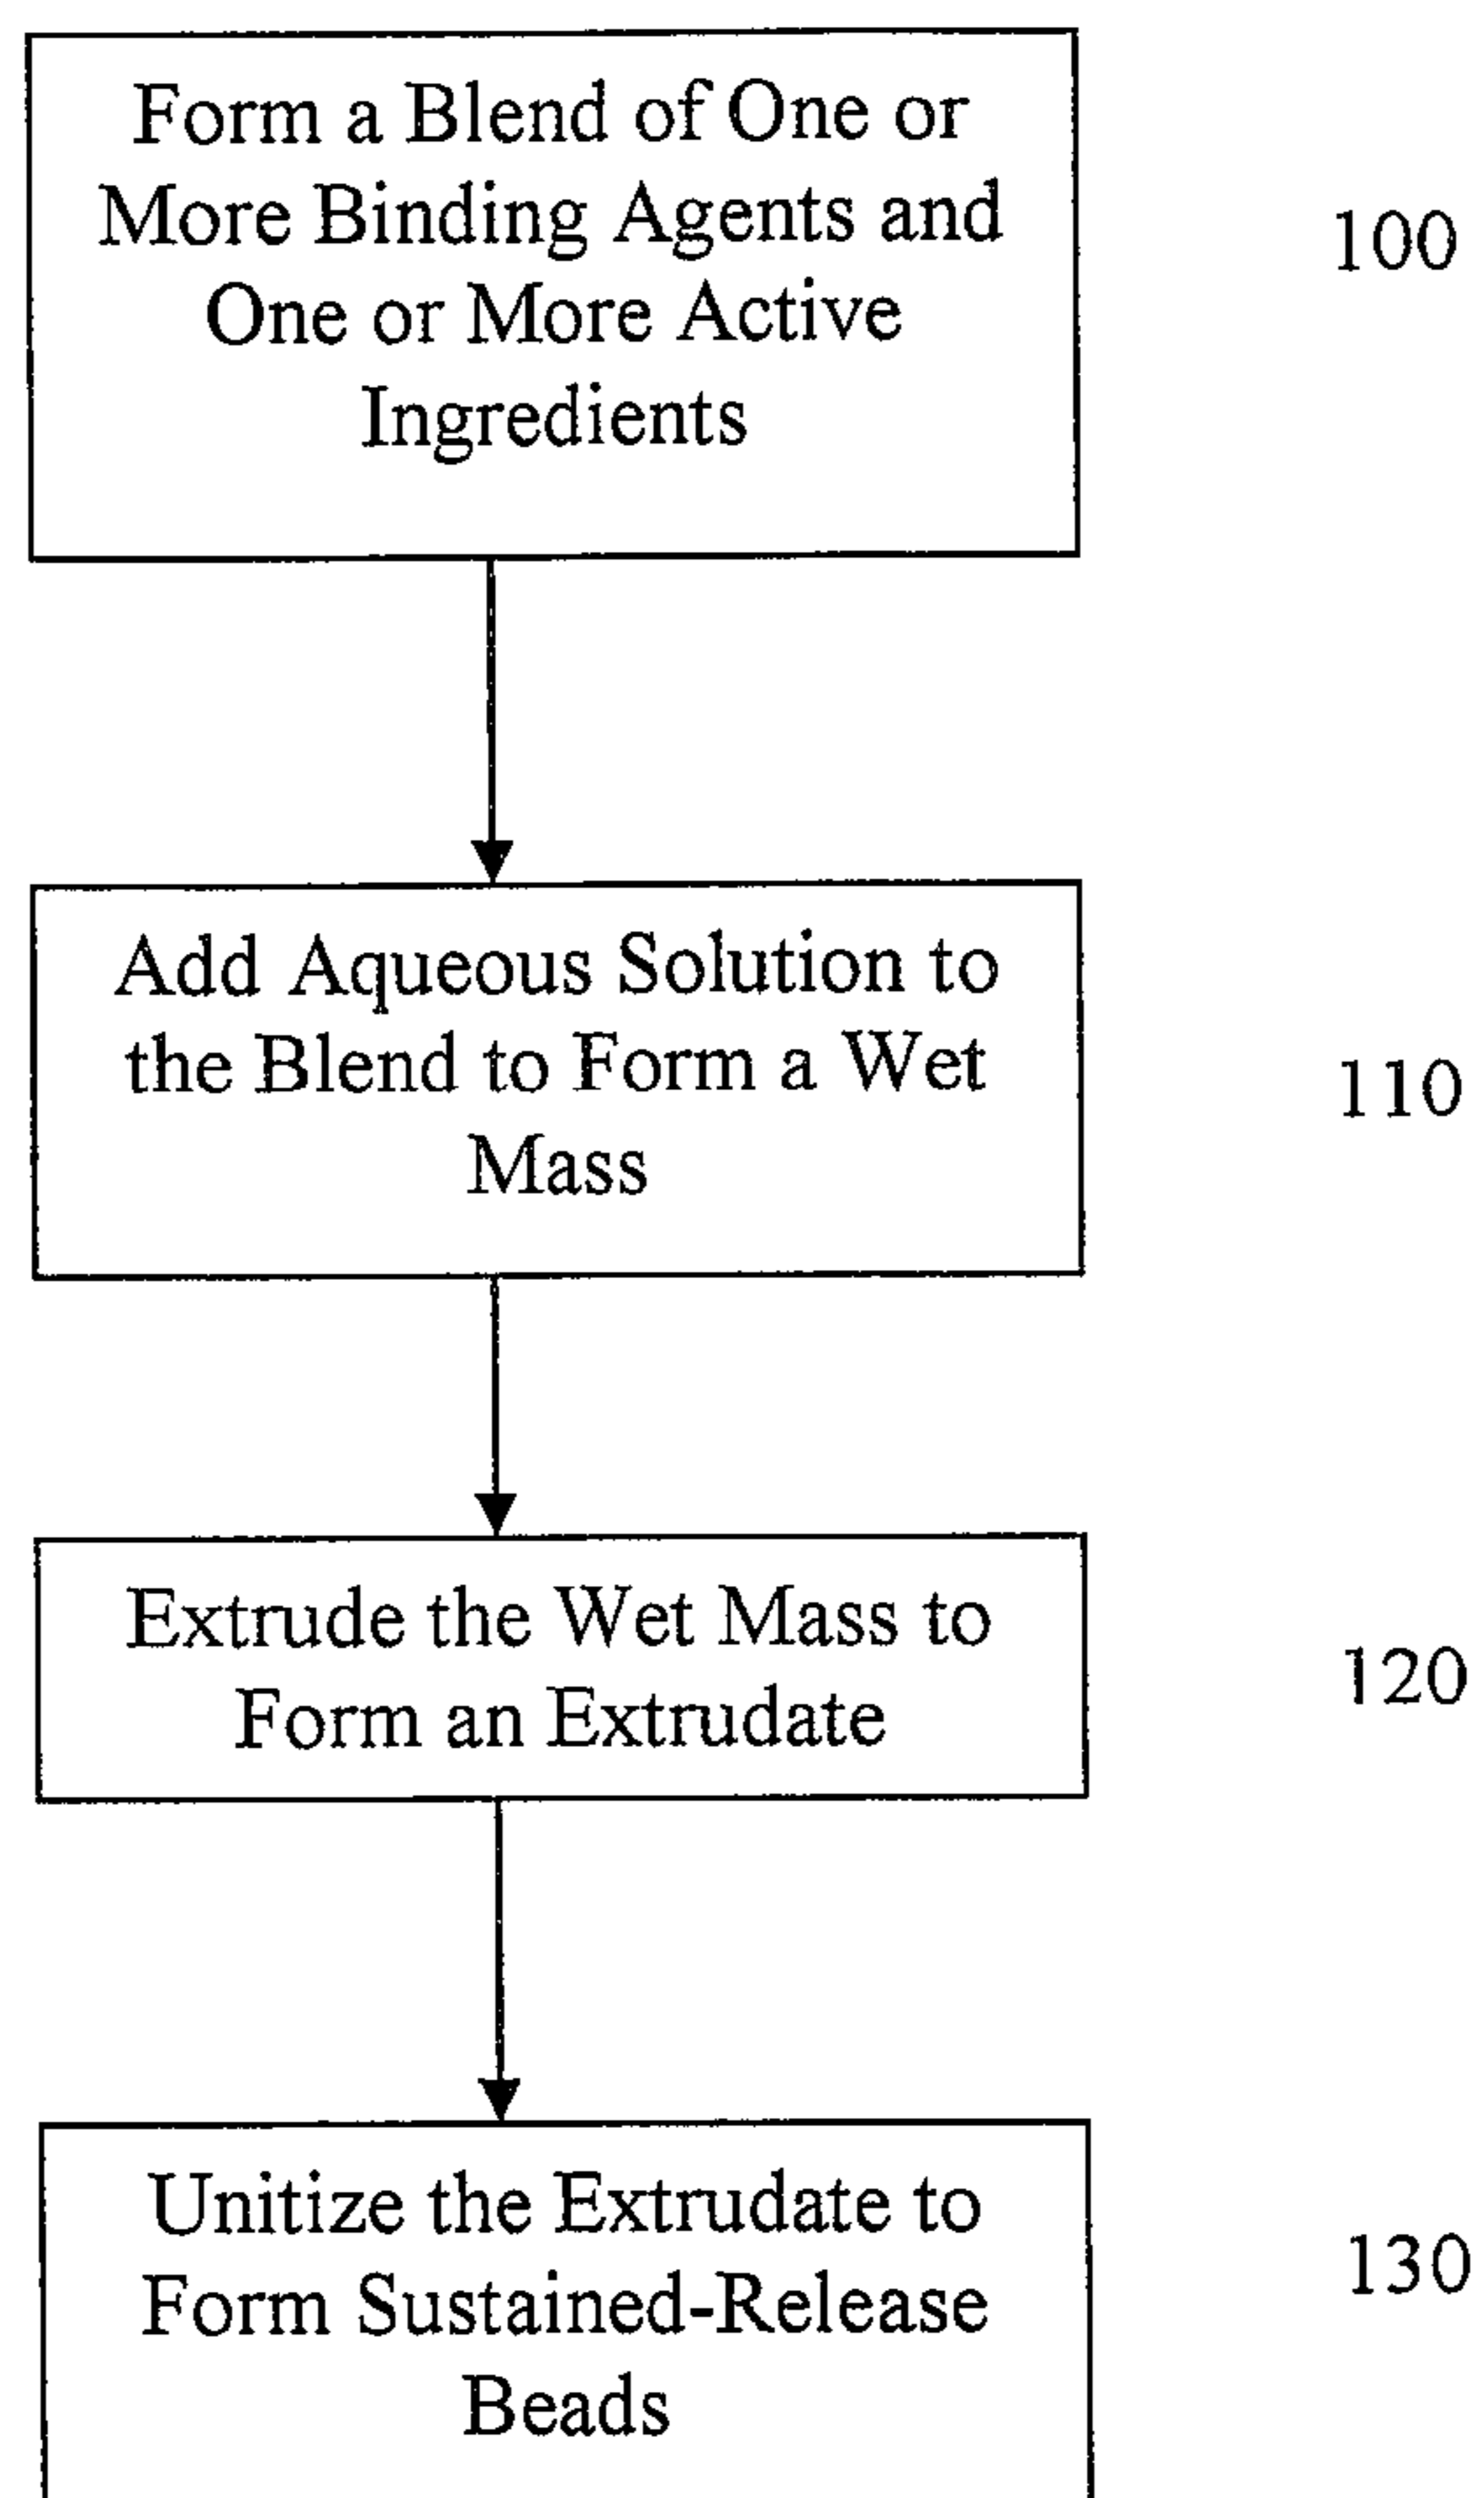 Form a Blend of One or
More Binding Agents and
One or More Active
Ingredients
100
Add Aqueous Solution to
the Blend to Form a Wet
Mass
110
Extrude the Wet Mass to
Form an Extrudate
120
Unitize the Extrudate to
Form Sustained-Release
Beads
130